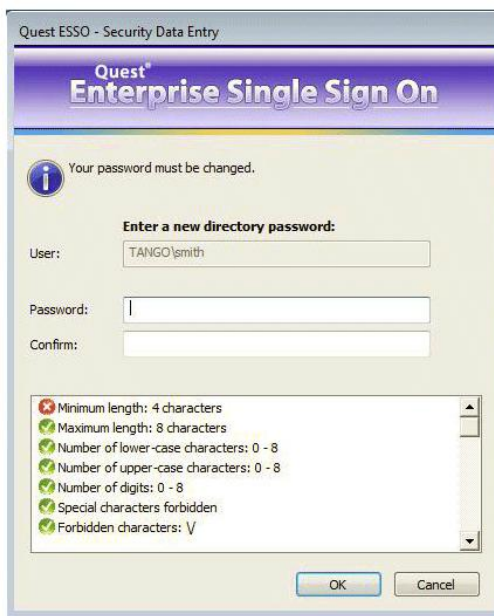 Quest ESSO - Security Data Entry
Quest®
Enterprise Single Sign On
Your password must be changed.
Enter a new directory password:
User: TANGO\smith
Password:
Confirm:
Minimum length: 4 characters
Maximum length: 8 characters
Number of lower-case characters: 0 - 8
Number of upper-case characters: 0 - 8
Number of digits: 0 - 8
Special characters forbidden
Forbidden characters: \/
OK Cancel